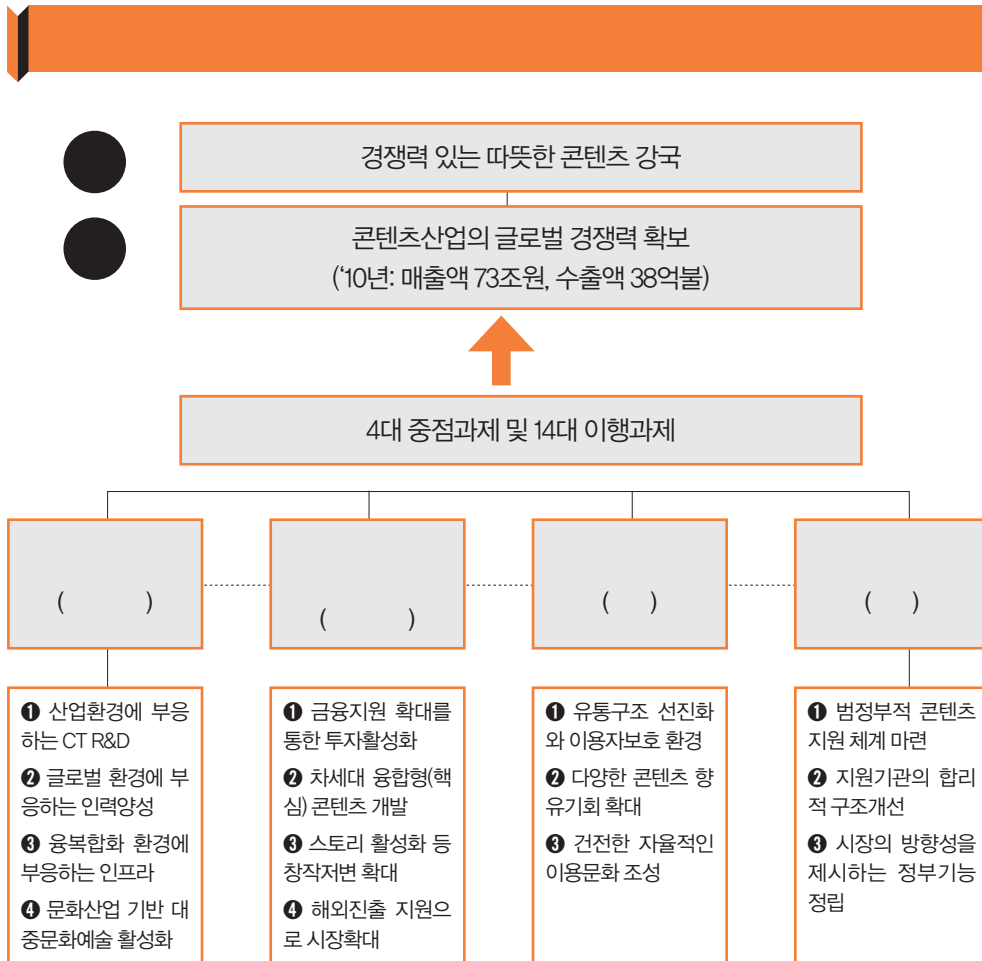 경쟁력 있는 따뜻한 콘텐츠 강국
콘텐츠산업의 글로벌 경쟁력 확보
(‘10년: 매출액 73조원, 수출액 38억불)
4대 중점과제 및 14대 이행과제
( )
( )
( )
( )
❶ 산업환경에 부응
하는 CT R&D
❷ 글로벌 환경에 부
응하는 인력양성
❸ 융복합화 환경에
부응하는 인프라
❹ 문화산업 기반 대
중문화예술 활성화
❶ 금융지원 확대를
통한 투자활성화
❷ 차세대 융합형(핵
심) 콘텐츠 개발
❸ 스토리 활성화 등
창작저변 확대
❹ 해외진출 지원으
로 시장확대
❶ 유통구조 선진화
와 이용자보호 환경
❷ 다양한 콘텐츠 향
유기회 확대
❸ 건전한 자율적인
이용문화 조성
❶ 범정부적 콘텐츠
지원 체계 마련
❷ 지원기관의 합리
적 구조개선
❸ 시장의 방향성을
제시하는 정부기능
정립